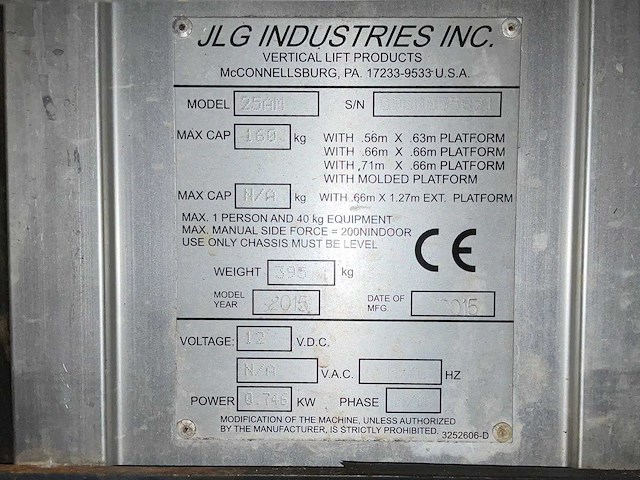 JLG INDUSTRIES INC.
VERTICAL LIFT PRODUCTS
McCONNELLSBURG, PA. 17233-9533 U.S.A.
MODEL 25AM S/N
MAX CAP 160 kg WITH .56m X .63m PLATFORM
WITH .66m X .66m PLATFORM
WITH .71m X .66m PLATFORM
WITH MOLDED PLATFORM
MAX CAP N/A kg WITH .66m X 1.27m EXT. PLATFORM
MAX. 1 PERSON AND 40 kg EQUIPMENT
MAX. MANUAL SIDE FORCE = 200NINDOOR
USE ONLY CHASSIS MUST BE LEVEL
CE
WEIGHT 395 kg
MODEL YEAR 2015 DATE OF MFG. 2015
VOLTAGE: 12 V.D.C.
N/A V.A.C. HZ
POWER 0.746 KW PHASE
MODIFICATION OF THE MACHINE, UNLESS AUTHORIZED
BY THE MANUFACTURER, IS STRICTLY PROHIBITED. 3252606-D